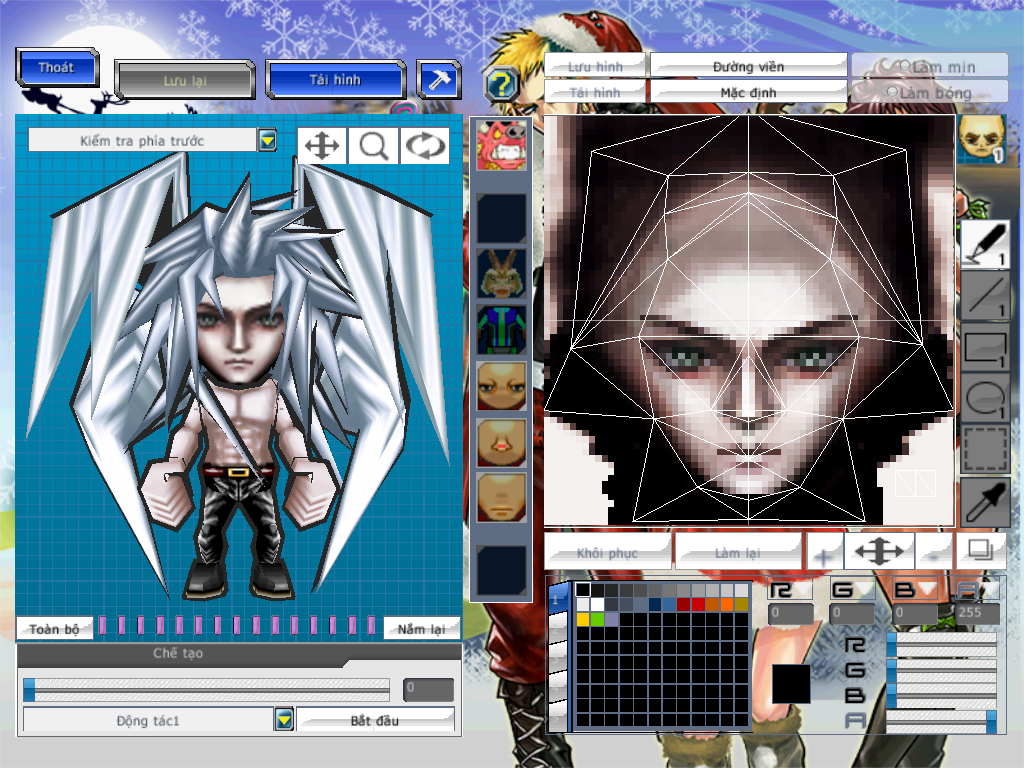 Thoát
Lưu lại
Tải hình
?
Lưu hình
Đường viền
Làm mịn
Tải hình
Mặc định
Làm bóng
Kiểm tra phía trước
1
1
1
1
1
Khôi phục
Làm lại
+
-
Toàn bộ
Nắm lại
Chế tạo
0
Động tác1
Bắt đầu
1
R
G
B
A
0
0
0
255
R
G
B
A